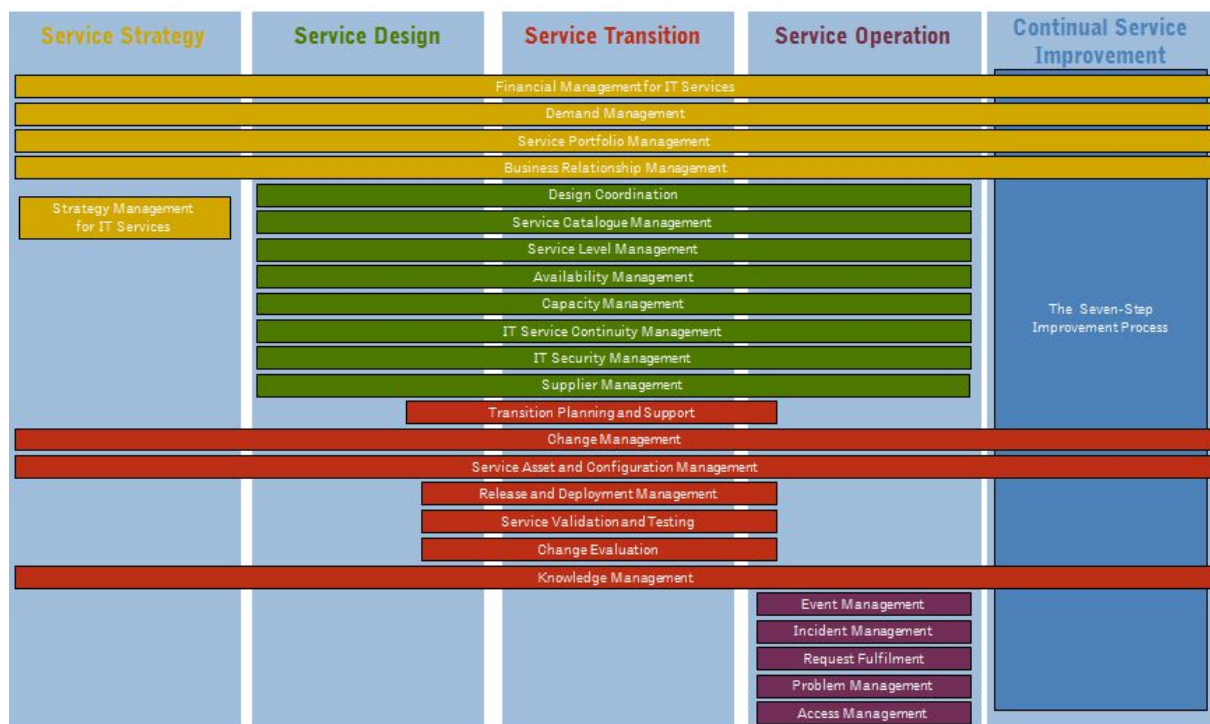 Service Strategy
Service Design
Service Transition
Service Operation
Continual Service
Improvement
Financial Management for IT Services
Demand Management
Service Portfolio Management
Business Relationship Management
Design Coordination
Strategy Management
for IT Services
Service Catalogue Management
Service Level Management
Availability Management
Capacity Management
The Seven-Step
Improvement Process
IT Service Continuity Management
IT Security Management
Supplier Management
Transition Planning and Support
Change Management
Service Asset and Configuration Management
Release and Deployment Management
Service Validation and Testing
Change Evaluation
Knowledge Management
Event Management
Incident Management
Request Fulfilment
Problem Management
Access Management